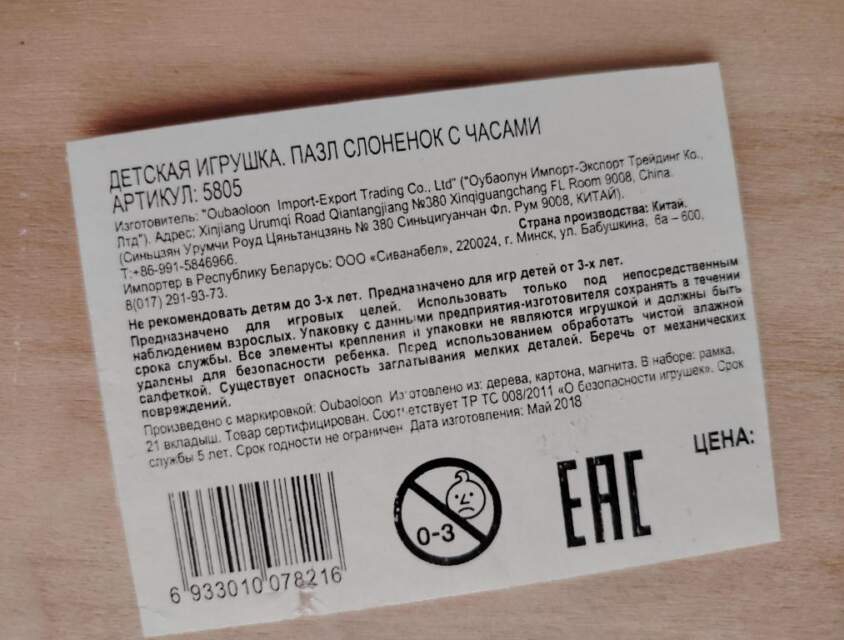 ДЕТСКАЯ ИГРУШКА. ПАЗЛ СЛОНЕНОК С ЧАСАМИ
АРТИКУЛ: 5805
Изготовитель: "Oubaoloon Import-Export Trading Co., Ltd" ("Оубаолун Импорт-Экспорт Трейдинг Ко.,
Лтд"). Адрес: Xinjiang Urumqi Road Qiantangjiang №380 Xinqiguangchang FL Room 9008, China.
(Синьцзян Урумчи Роуд Цяньтанцзянь № 380 Синьцигуанчан Фл. Рум 9008, КИТАЙ).
Т:+86-991-5846966. Страна производства: Китай.
Импортер в Республику Беларусь: ООО «Сиванабел», 220024, г. Минск, ул. Бабушкина, 6а – 600,
8(017) 291-93-73.
Не рекомендовать детям до 3-х лет. Предназначено для игр детей от 3-х лет.
Предназначено для игровых целей. Использовать только под непосредственным
наблюдением взрослых. Упаковку с данными предприятия-изготовителя сохранять в течении
срока службы. Все элементы крепления и упаковки не являются игрушкой и должны быть
удалены для безопасности ребенка. Перед использованием обработать чистой влажной
салфеткой. Существует опасность заглатывания мелких деталей. Беречь от механических
повреждений.
Произведено с маркировкой: Oubaoloon. Изготовлено из: дерева, картона, магнита. В наборе: рамка,
21 вкладыш. Товар сертифицирован. Соответствует ТР ТС 008/2011 «О безопасности игрушек». Срок
службы 5 лет. Срок годности не ограничен. Дата изготовления: Май 2018
ЦЕНА:
0-3
EAC
6 933010 078216